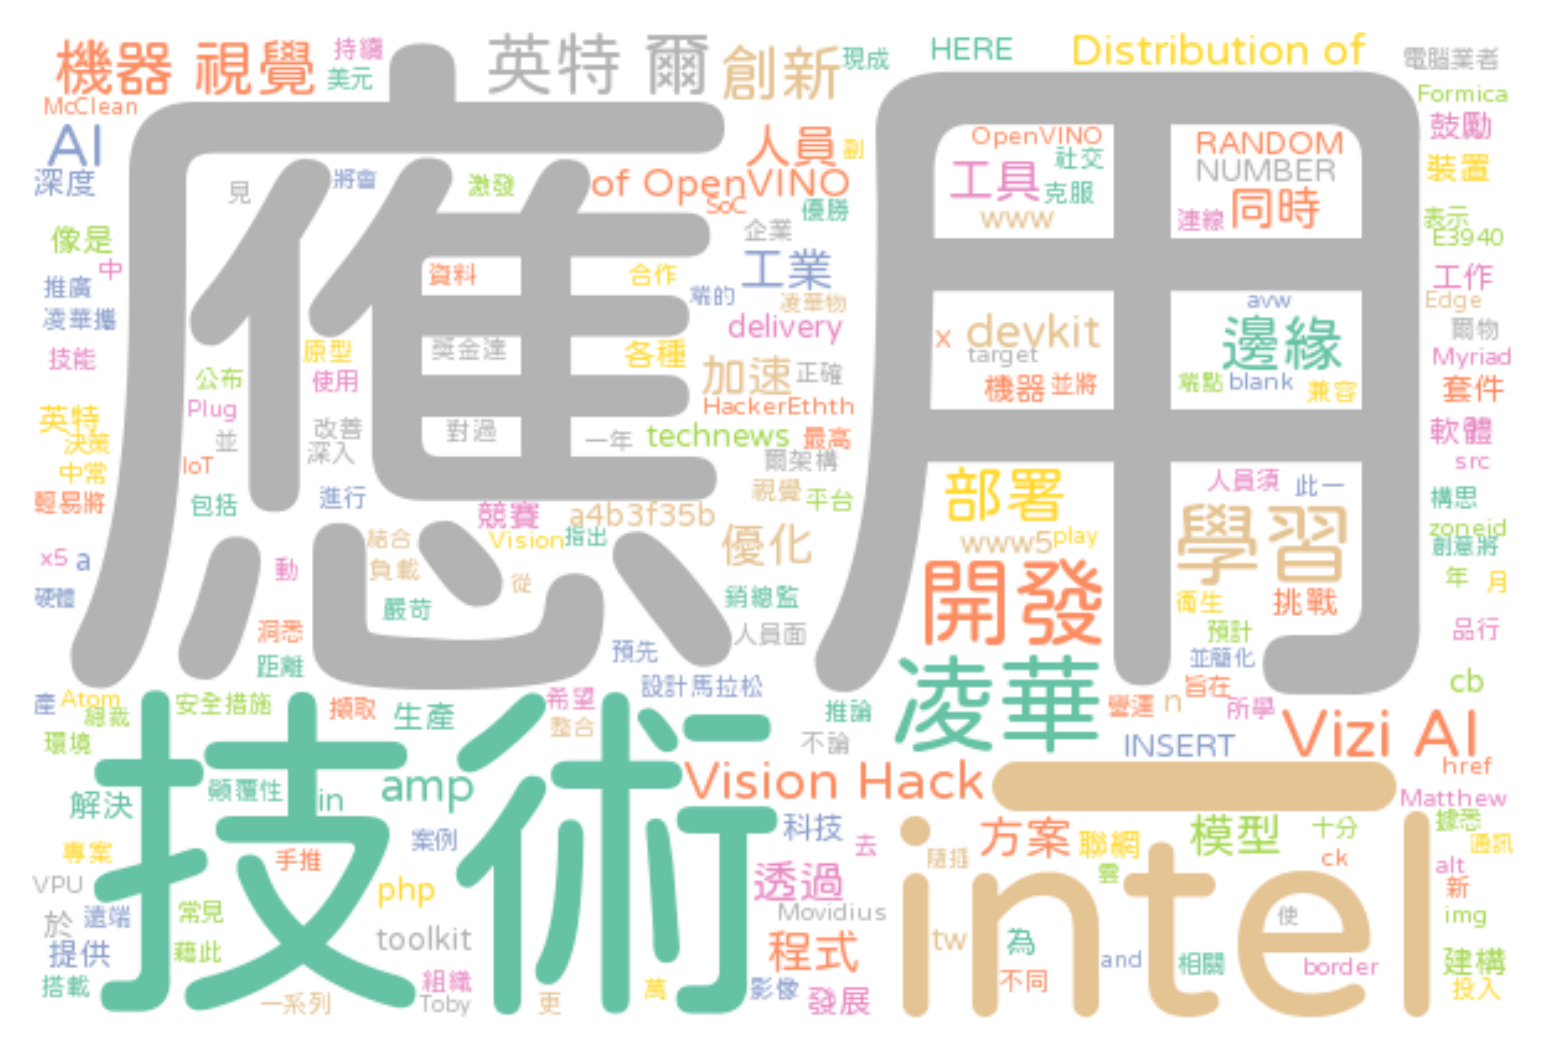 機器 視覺
持續
英特 爾
創新
現成
HERE
Distribution of
電腦業者
美元
McClean
Formica
應用
AI
人員
副
OpenVINO
社交
RANDOM
鼓勵
深度
見
將會
激發
of OpenVINO
工具
克服
NUMBER
裝置
SoC
優勝
www
連線
同時
表示
像是
企業
E3940
中
資料
合作
工業
工作
推廣
端的
凌華物
avw
Edge
凌華攜
delivery
x
devkit
邊緣
爾物
技能
原型
獎金達
各種
target
Myriad
公布
使用
加速
正確
機器
並將
端點
blank
兼容
套件
Plug
HackerEthth
英特
並
改善
對過
一年
technews
最高
軟體
決策
深入
中常
IoT
爾架構
src
輕易將
包括
進行
視覺
平台
部署
人員須
此一
構思
競賽
a4b3f35b
zoneid
x5
a
結合
Vision
指出
優化
www5
play
學習
創意將
動
負載
從
年
月
硬體
嚴苛
銷總監
開發
衛生
挑戰
洞悉
人員面
預計
品行
距離
預先
並簡化
設計
馬拉松
凌華
旨在
cb
產
Atom
總裁
安全措施
擷取
生產
希望
推論
營運
n
所學
環境
整合
不論
INSERT
Vizi AI
技術
顛覆性
in
amp
Vision Hack
一
href
解決
Matthew
案例
科技
方案
聯網
模型
十分
據悉
通訊
專案
手推
去
隨插
雲
ck
alt
VPU
php
透過
intel
新
於
遠端
常見
Movidius
使
img
提供
藉此
toolkit
程式
tw
為
and
相關
border
建構
搭載
一系列
組織
Toby
更
萬
影像
發展
不同
投入